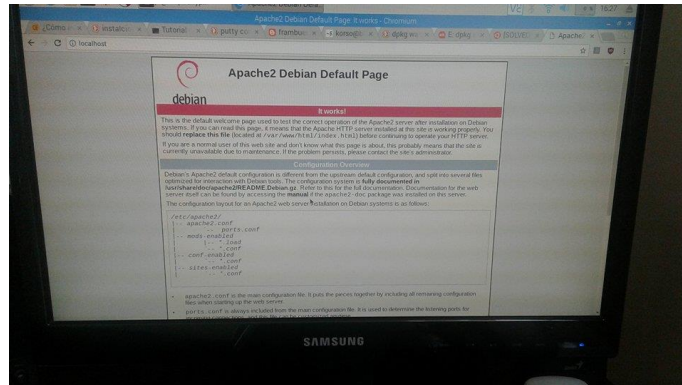 Apache2 Debian Default Page: It works - Chromium
16:27
¿Cómo
instalco
Tutorial
putty co
frambue
dpkg wa
E: dpkg
[SOLVE
Apache
localhost
Apache2 Debian Default Page
debian
It works!
This is the default welcome page used to test the correct operation of the Apache2 server after installation on Debian
systems. If you can read this page, it means that the Apache HTTP server installed at this site is working properly. You
should replace this file (located at /var/www/html/index.html) before continuing to operate your HTTP server.
If you are a normal user of this web site and don't know what this page is about, this probably means that the site is
currently unavailable due to maintenance. If the problem persists, please contact the site's administrator.
Configuration Overview
Debian's Apache2 default configuration is different from the upstream default configuration, and split into several files
optimized for interaction with Debian tools. The configuration system is fully documented in
/usr/share/doc/apache2/README.Debian.gz. Refer to this for the full documentation. Documentation for the web
server itself can be found by accessing the manual if the apache2-doc package was installed on this server.
The configuration layout for an Apache2 web server installation on Debian systems is as follows:
/etc/apache2/
|-- apache2.conf
|   `-- ports.conf
|-- mods-enabled
|   |-- *.load
|   `-- *.conf
|-- conf-enabled
|   `-- *.conf
|-- sites-enabled
|   `-- *.conf
• apache2.conf is the main configuration file. It puts the pieces together by including all remaining configuration
files when starting up the web server.
• ports.conf is always included from the main configuration file. It is used to determine the listening ports for
SAMSUNG